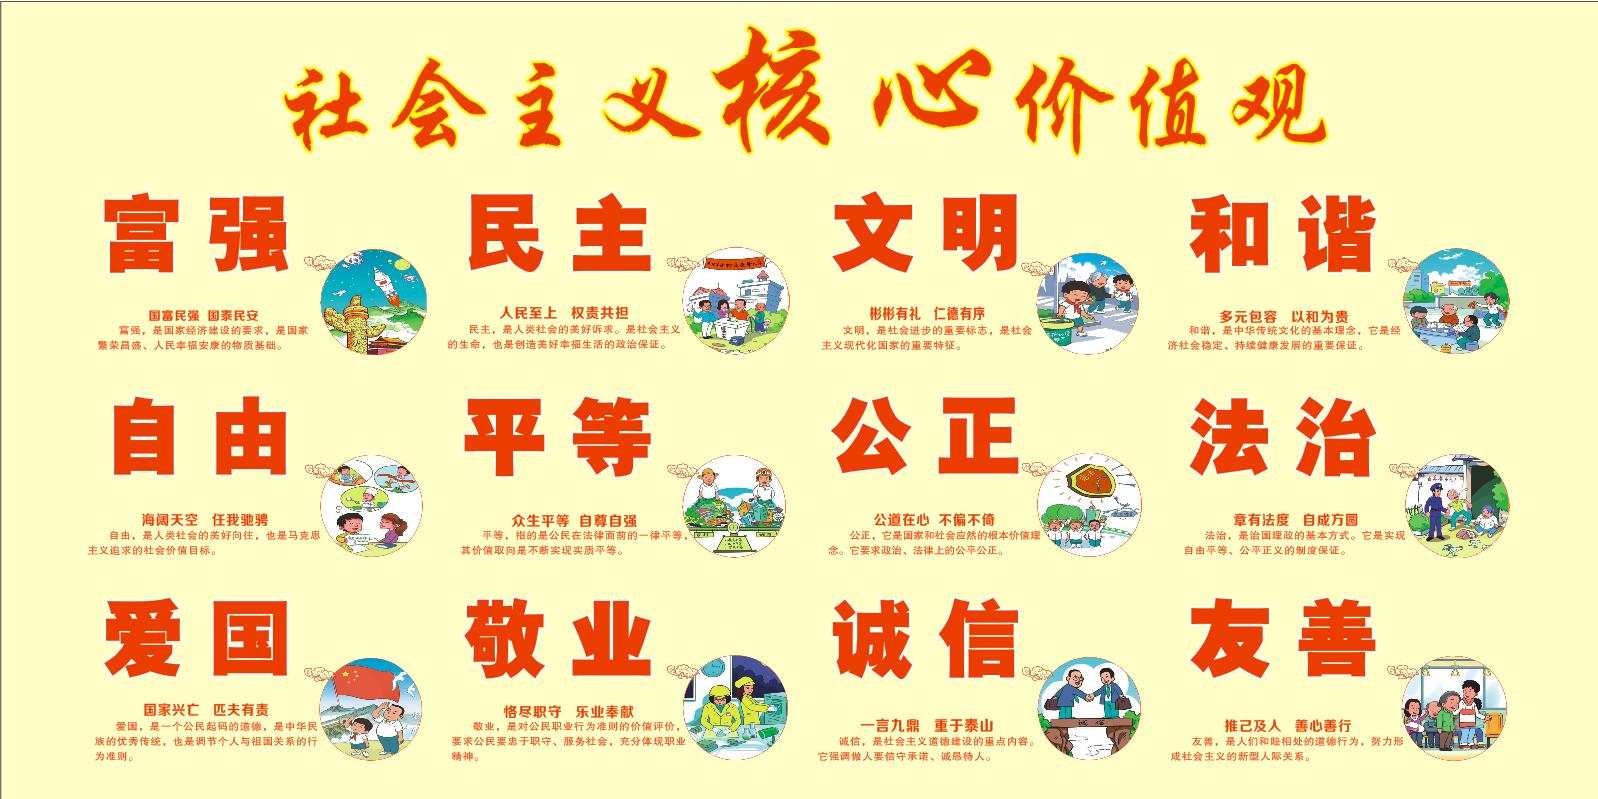 社会主义核心价值观
富强
国富民强 国泰民安
富强，是国家经济建设的要求，是国家
繁荣昌盛、人民幸福安康的物质基础。
民主
人民至上 权责共担
民主，是人类社会的美好诉求。是社会主义
的生命，也是创造美好幸福生活的政治保证。
文明
彬彬有礼 仁德有序
文明，是社会进步的重要标志，是社会
主义现代化国家的重要特征。
和谐
多元包容 以和为贵
和谐，是中华传统文化的基本理念，它是经
济社会稳定、持续健康发展的重要保证。
自由
海阔天空 任我驰骋
自由，是人类社会的美好向往，也是马克思
主义追求的社会价值目标。
平等
众生平等 自尊自强
平等，指的是公民在法律面前的一律平等，
其价值取向是不断实现实质平等。
公正
公道在心 不偏不倚
公正，它是国家和社会应然的根本价值理
念。它要求政治、法律上的公平公正。
法治
章有法度 自成方圆
法治，是治国理政的基本方式。它是实现
自由平等、公平正义的制度保证。
爱国
国家兴亡 匹夫有责
爱国，是一个公民起码的道德，是中华民
族的优秀传统，也是调节个人与祖国关系的行
为准则。
敬业
恪尽职守 乐业奉献
敬业，是对公民职业行为准则的价值评价，
要求公民要忠于职守、服务社会，充分体现职业
精神。
诚信
一言九鼎 重于泰山
诚信，是社会主义道德建设的重点内容。
它强调做人要信守承诺、诚恳待人。
诚信
友善
推己及人 善心善行
友善，是人们和睦相处的道德行为，努力形
成社会主义的新型人际关系。